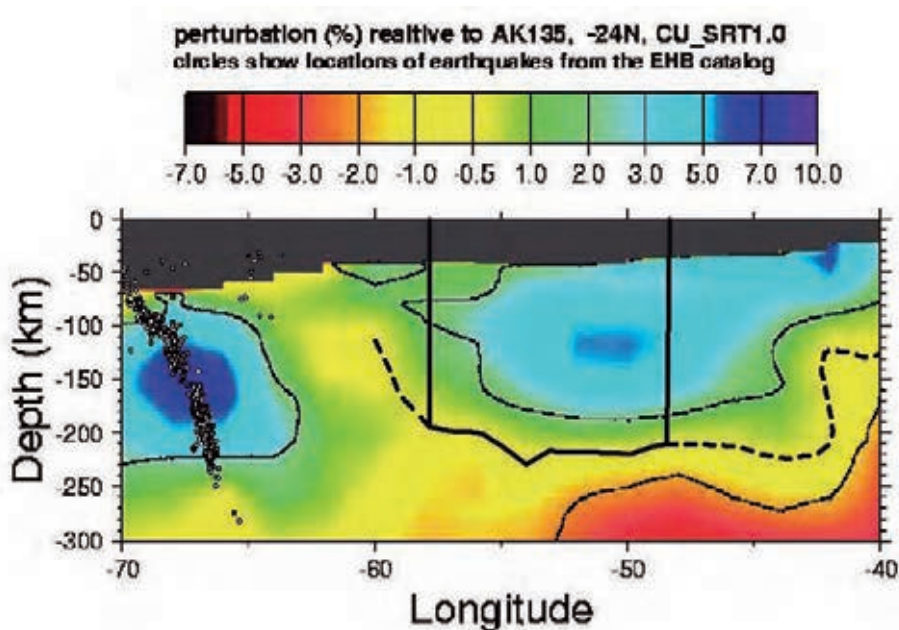 perturbation (%) realtive to AK135, -24N, CU_SRT1.0
circles show locations of earthquakes from the EHB catalog
-7.0 -5.0 -3.0 -2.0 -1.0 -0.5 1.0 2.0 3.0 5.0 7.0 10.0
0
-50
-100
-150
-200
-250
-300
Depth (km)
-70 -60 -50 -40
Longitude